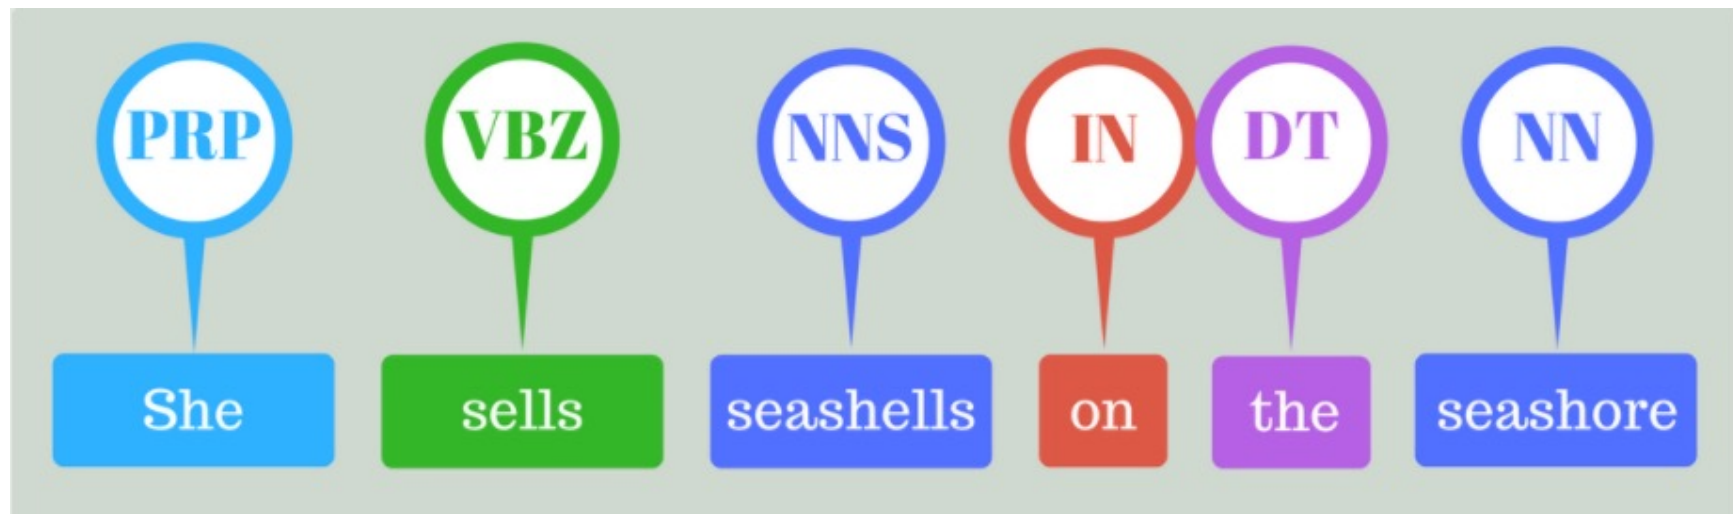 PRP VBZ NNS IN DT NN
She sells seashells on the seashore